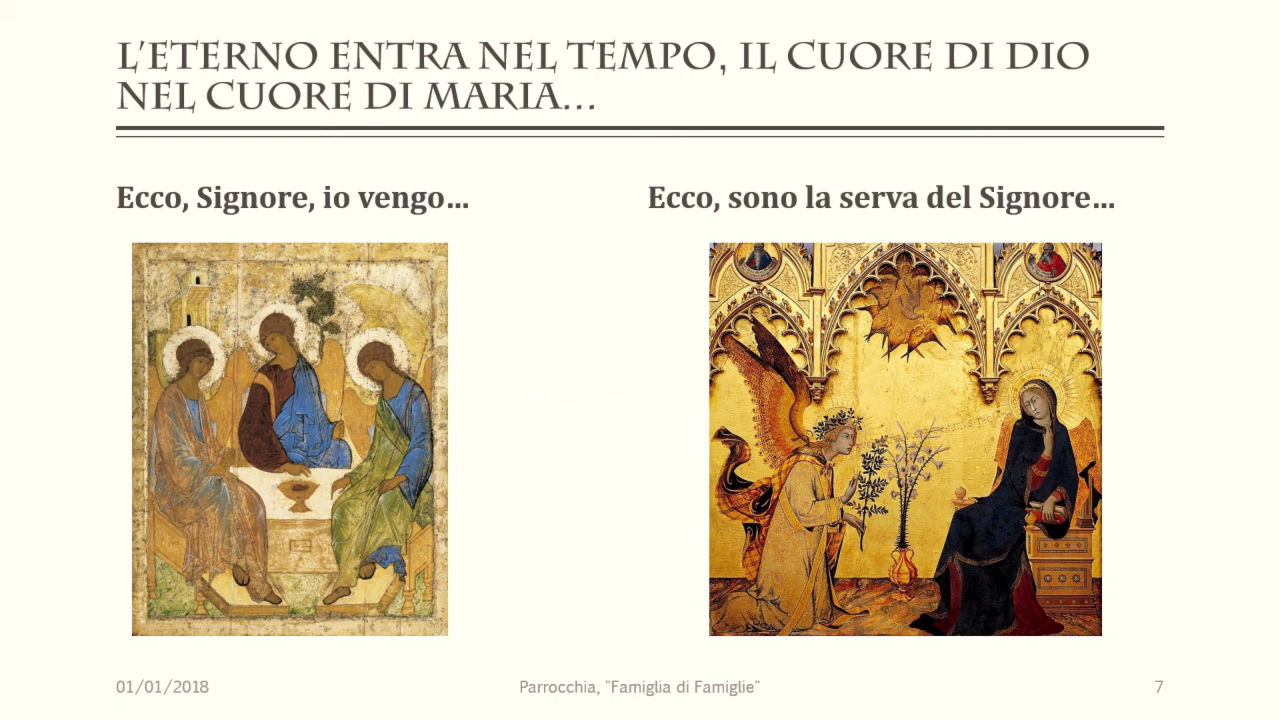 L'ETERNO ENTRA NEL TEMPO, IL CUORE DI DIO
NEL CUORE DI MARIA...
Ecco, Signore, io vengo...
Ecco, sono la serva del Signore...
01/01/2018
Parrocchia, "Famiglia di Famiglie"
7